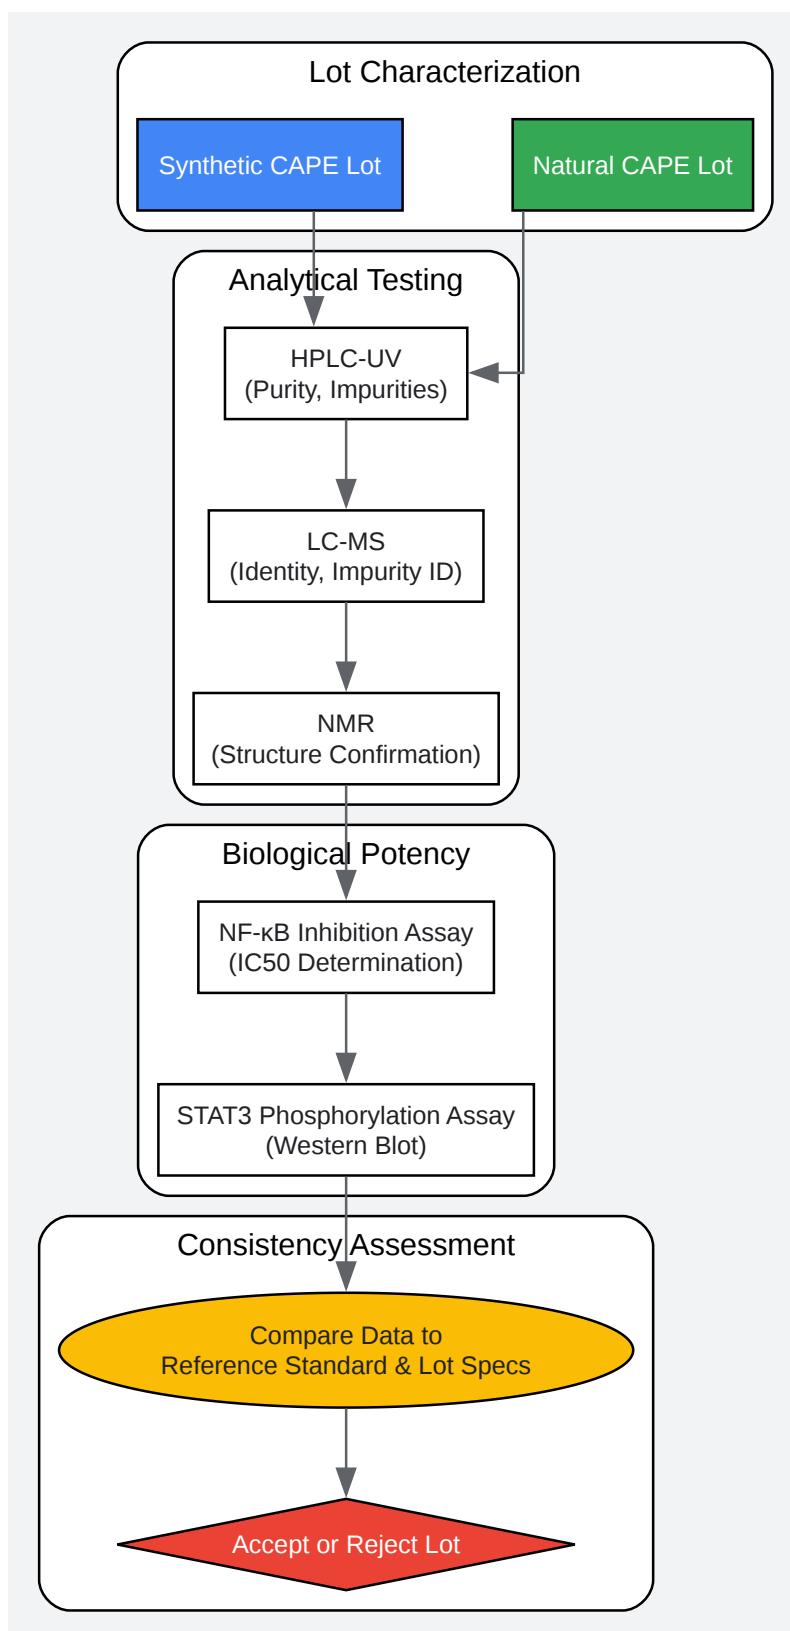 Lot Characterization
Synthetic CAPE Lot
Natural CAPE Lot
Analytical Testing
HPLC-UV
(Purity, Impurities)
LC-MS
(Identity, Impurity ID)
NMR
(Structure Confirmation)
Biological Potency
NF-κB Inhibition Assay
(IC50 Determination)
STAT3 Phosphorylation Assay
(Western Blot)
Consistency Assessment
Compare Data to
Reference Standard & Lot Specs
Accept or Reject Lot